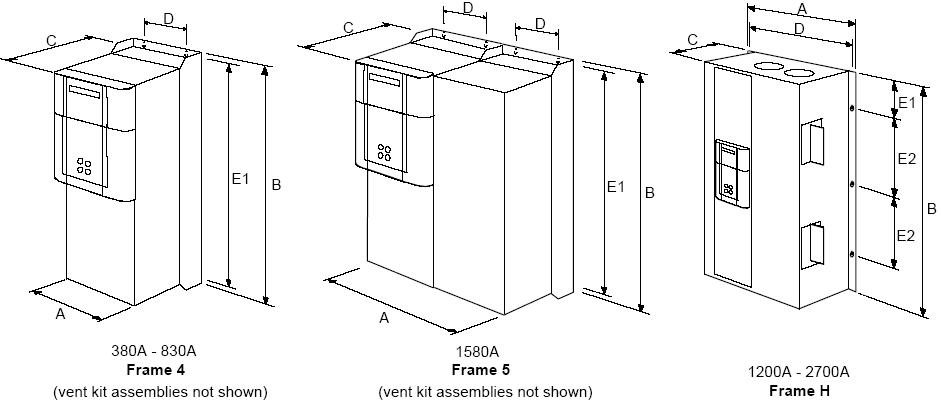 C
D
E1
B
A
380A - 830A
Frame 4
(vent kit assemblies not shown)
C
D
D
E1
B
A
1580A
Frame 5
(vent kit assemblies not shown)
A
D
C
E1
E2
B
E2
1200A - 2700A
Frame H